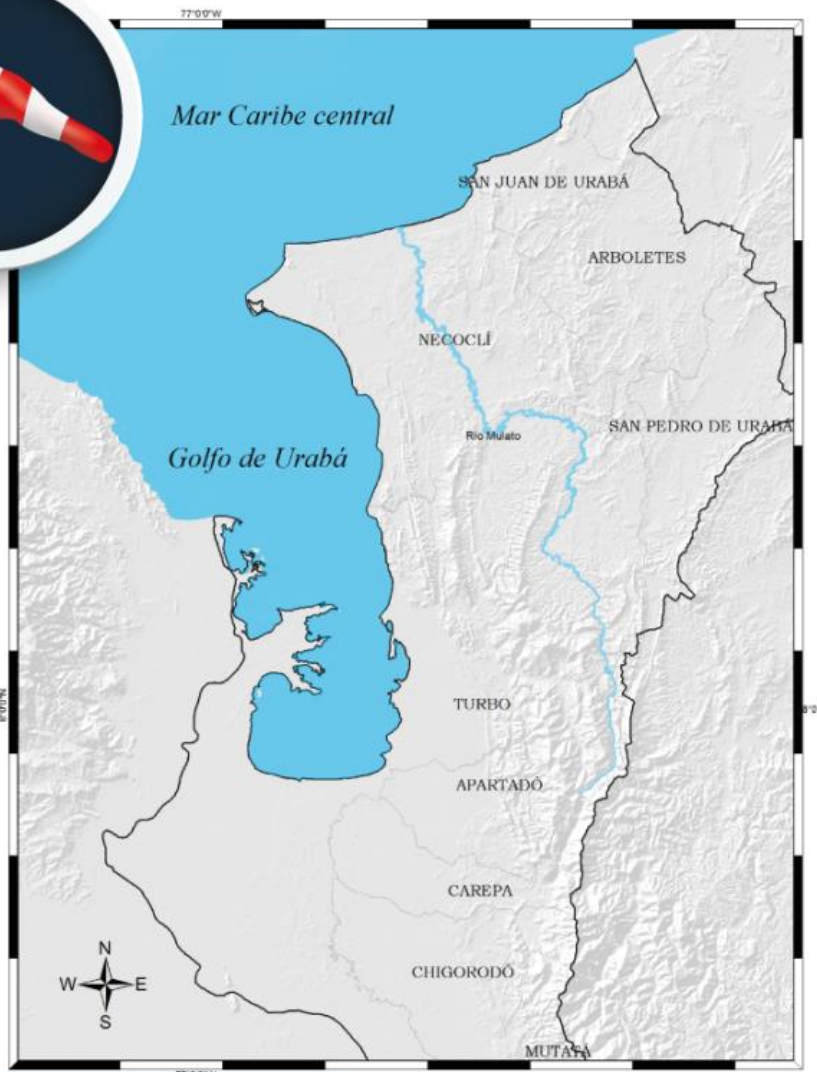 77°0'0"W
Mar Caribe central
SAN JUAN DE URABÁ
ARBOLETES
NECOCLÍ
SAN PEDRO DE URABÁ
Río Mulato
Golfo de Urabá
TURBO
APARTADÓ
CAREPA
CHIGORODÓ
N
W
E
S
MUTATÁ